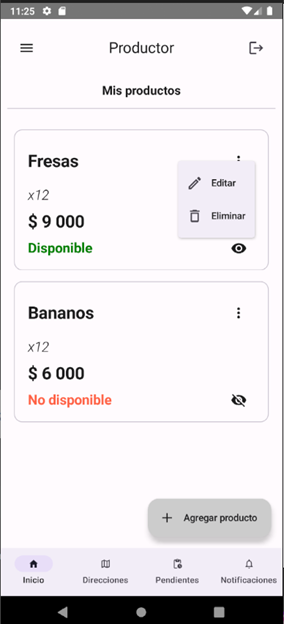 11:25
Productor
Mis productos
Fresas
Editar
x12
Eliminar
$ 9 000
Disponible
Bananos
x12
$ 6 000
No disponible
Agregar producto
Inicio
Direcciones
Pendientes
Notificaciones